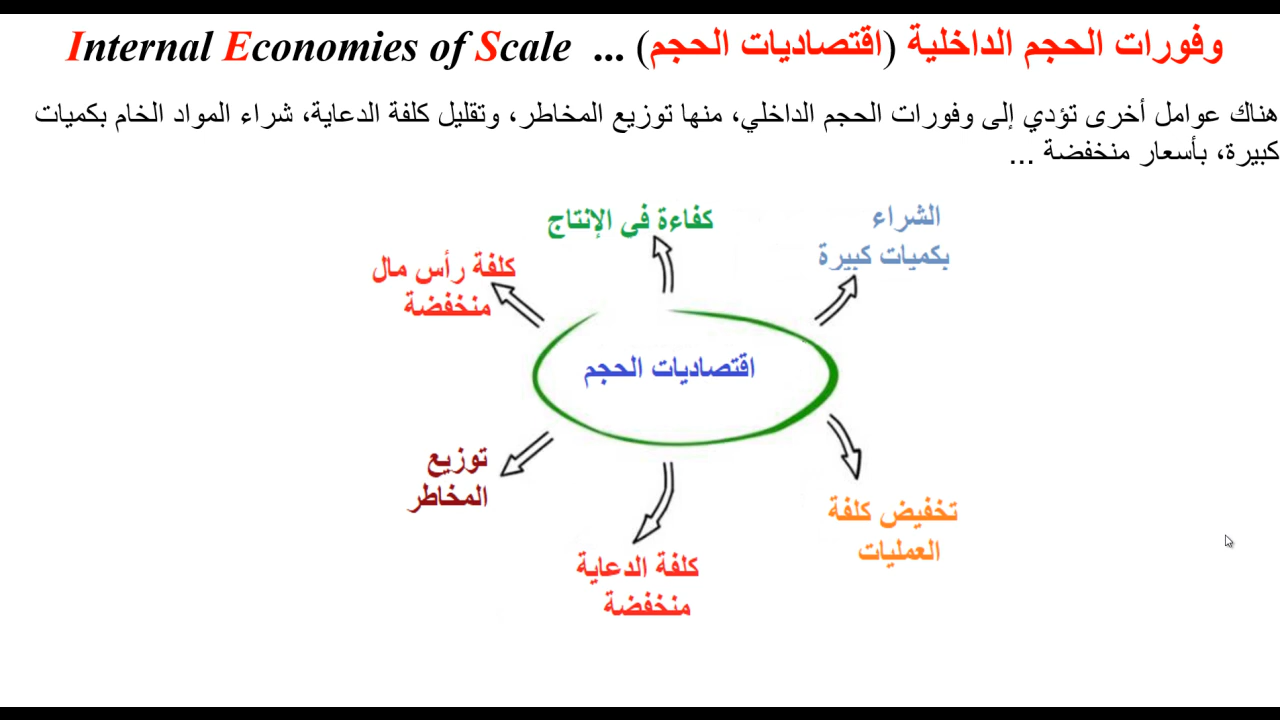 وفورات الحجم الداخلية (اقتصاديات الحجم) ... Internal Economies of Scale
هناك عوامل أخرى تؤدي إلى وفورات الحجم الداخلي، منها توزيع المخاطر، وتقليل كلفة الدعاية، شراء المواد الخام بكميات
كبيرة، بأسعار منخفضة ...
الشراء
بكميات كبيرة
كفاءة في الإنتاج
كلفة رأس مال
منخفضة
اقتصاديات الحجم
توزيع
المخاطر
تخفيض كلفة
العمليات
كلفة الدعاية
منخفضة